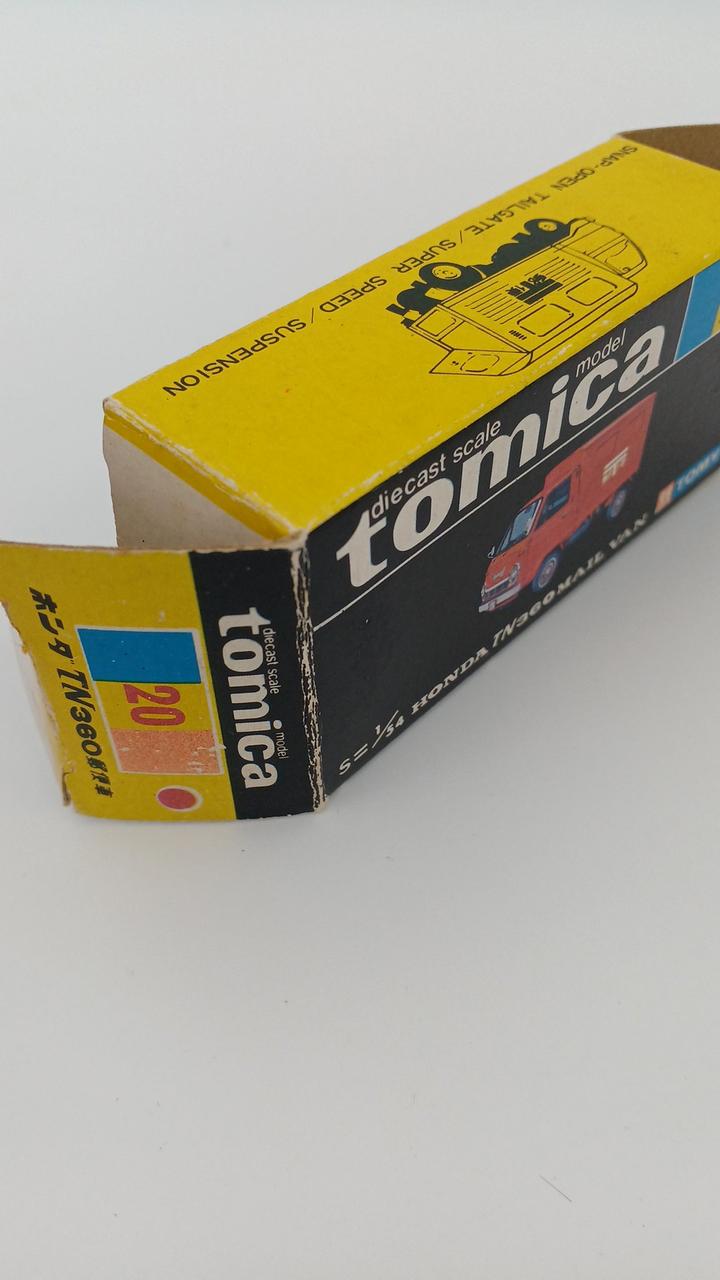 SNAP-OPEN TAILGATE/SUPER SPEED/SUSPENSION
diecast scale
tomica
model
TOMY
S=1/54 HONDA TN360 MAIL VAN
diecast scale
tomica
model
20
ホンダ TN360郵便車